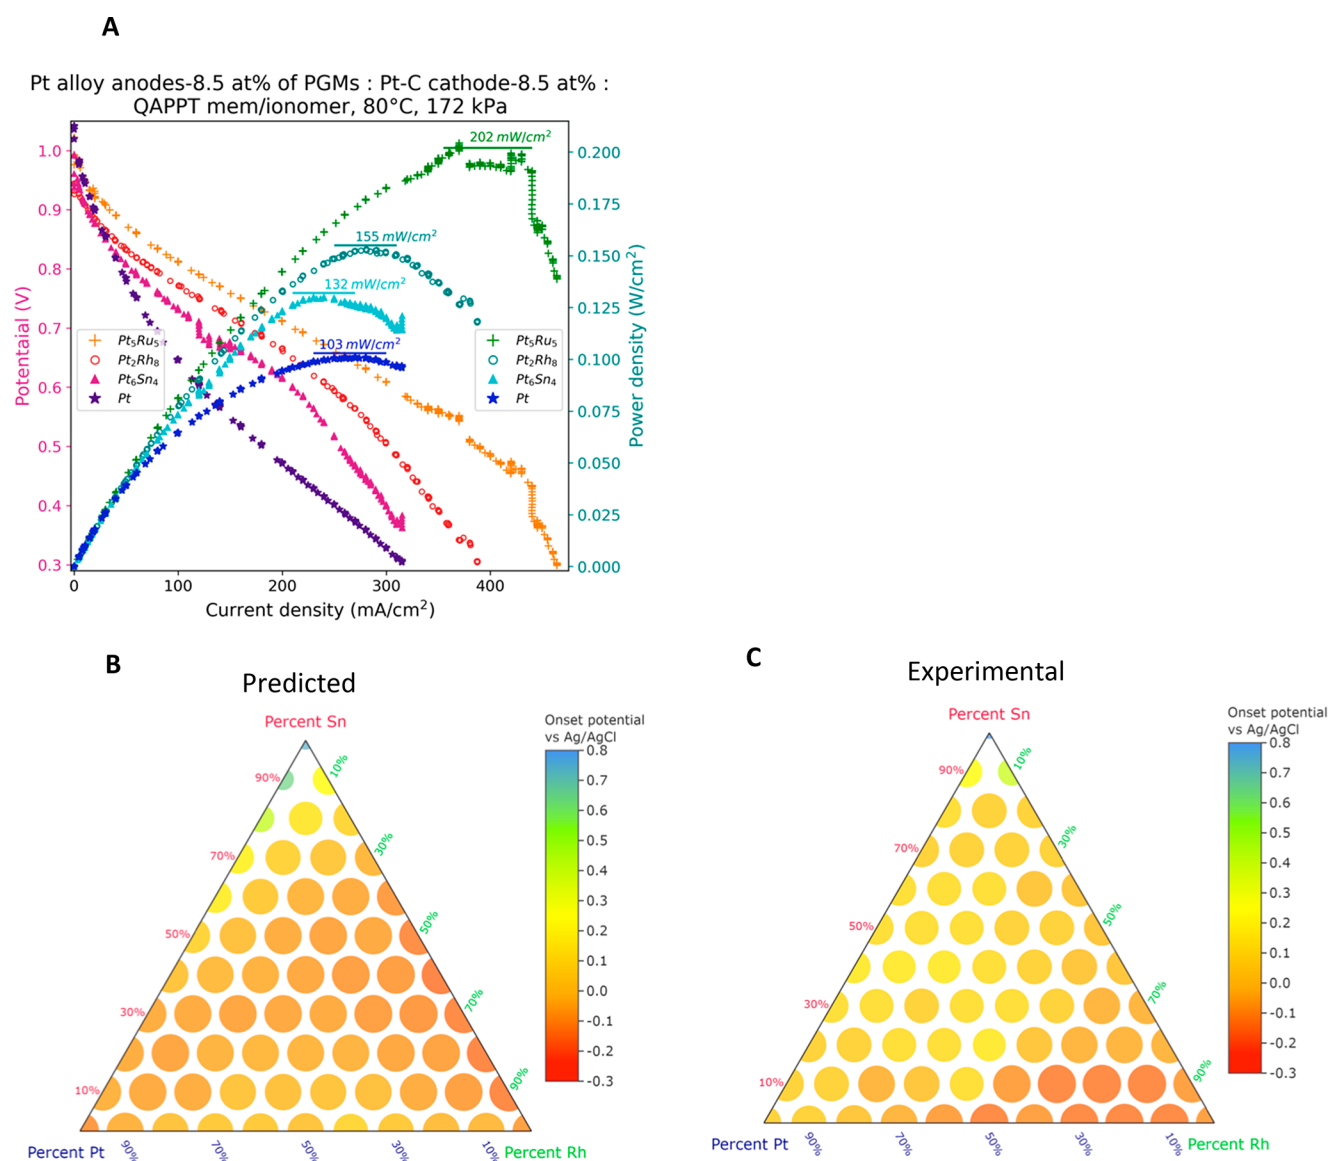 A
Pt alloy anodes-8.5 at% of PGMs : Pt-C cathode-8.5 at% :
QAPPT mem/ionomer, 80°C, 172 kPa
202 mW/cm²
155 mW/cm²
132 mW/cm²
103 mW/cm²
Potentaial (V)
1.0
0.9
0.8
0.7
0.6
0.5
0.4
0.3
Pt₅Ru₅
Pt₂Rh₈
Pt₆Sn₄
Pt
Pt₅Ru₅
Pt₂Rh₈
Pt₆Sn₄
Pt
0.200
0.175
0.150
0.125
0.100
0.075
0.050
0.025
0.000
Power density (W/cm²)
0 100 200 300 400
Current density (mA/cm²)
B
Predicted
Percent Sn
90%
70%
50%
30%
10%
10%
30%
50%
70%
90%
Percent Pt
90% 70% 50% 30% 10%
Percent Rh
Onset potential
vs Ag/AgCl
0.8
0.7
0.6
0.5
0.4
0.3
0.2
0.1
0.0
-0.1
-0.2
-0.3
C
Experimental
Percent Sn
90%
70%
50%
30%
10%
10%
30%
50%
70%
90%
Percent Pt
90% 70% 50% 30% 10%
Percent Rh
Onset potential
vs Ag/AgCl
0.8
0.7
0.6
0.5
0.4
0.3
0.2
0.1
0.0
-0.1
-0.2
-0.3